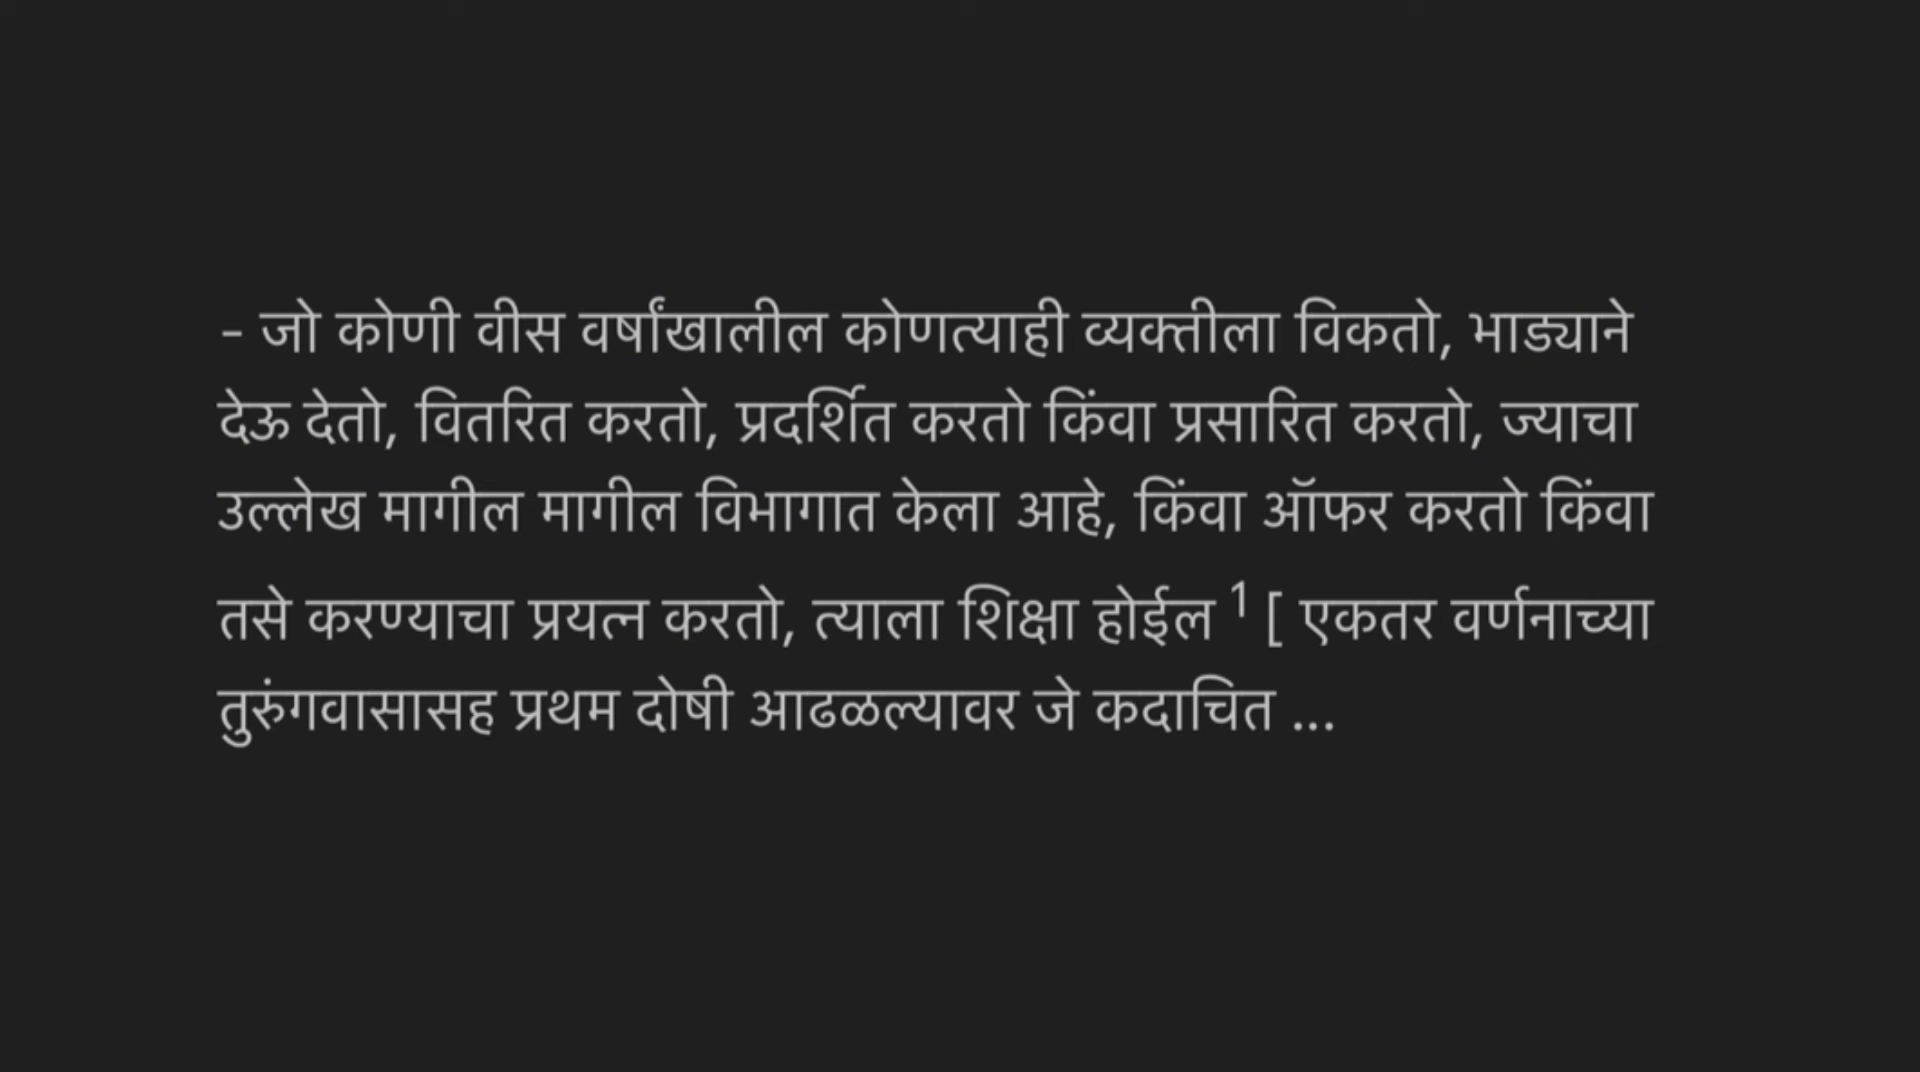 - जो कोणी वीस वर्षांखालील कोणत्याही व्यक्तीला विकतो, भाड्याने
देऊ देतो, वितरित करतो, प्रदर्शित करतो किंवा प्रसारित करतो, ज्याचा
उल्लेख मागील मागील विभागात केला आहे, किंवा ऑफर करतो किंवा
तसे करण्याचा प्रयत्न करतो, त्याला शिक्षा होईल ¹ [ एकतर वर्णनाच्या
तुरुंगवासासह प्रथम दोषी आढळल्यावर जे कदाचित ...